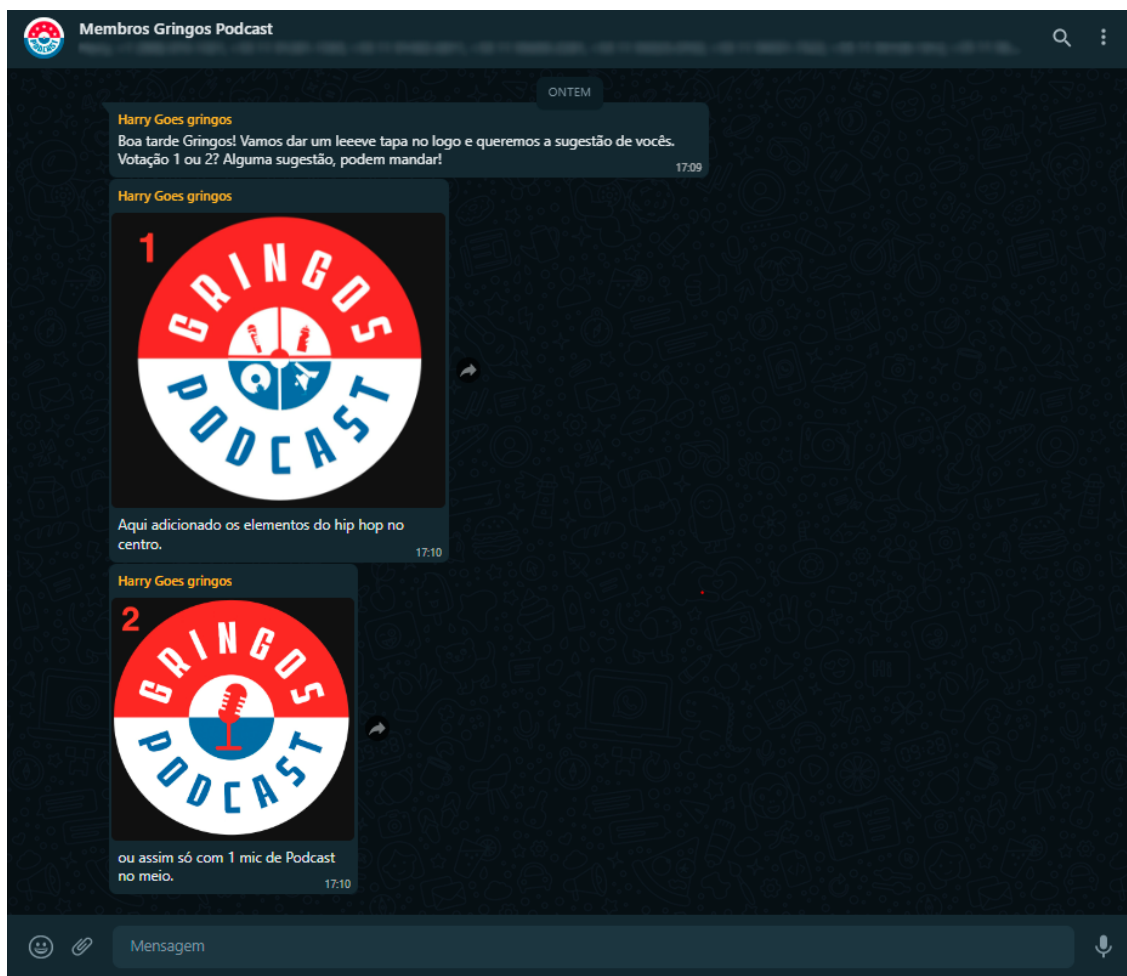 Membros Gringos Podcast
ONTEM
Harry Goes gringos
Boa tarde Gringos! Vamos dar um leeeve tapa no logo e queremos a sugestão de vocês.
Votação 1 ou 2? Alguma sugestão, podem mandar!
17:09
Harry Goes gringos
1
GRINGOS
PODCAST
Aqui adicionado os elementos do hip hop no
centro.
17:10
Harry Goes gringos
2
GRINGOS
PODCAST
ou assim só com 1 mic de Podcast
no meio.
17:10
Mensagem